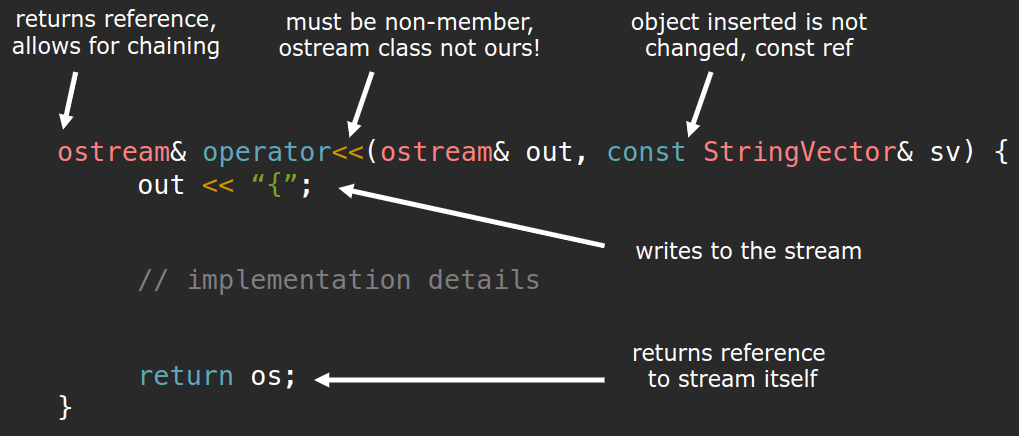 returns reference,
allows for chaining
must be non-member,
ostream class not ours!
object inserted is not
changed, const ref
ostream& operator<<(ostream& out, const StringVector& sv) {
out << “{”;
writes to the stream
// implementation details
returns reference
to stream itself
return os;
}